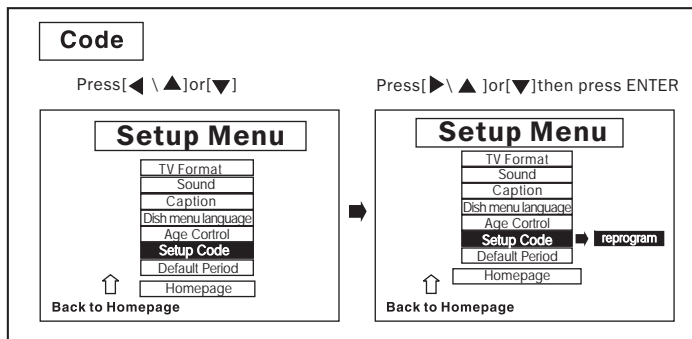 Code
Press[◀ \ ▲]or[▼]
Setup Menu
TV Format
Sound
Caption
Dish menu language
Age Cortrol
Setup Code
Default Period
Homepage
Back to Homepage
Press[▶\ ▲ ]or[▼]then press ENTER
Setup Menu
TV Format
Sound
Caption
Dish menu language
Age Cortrol
Setup Code
reprogram
Default Period
Homepage
Back to Homepage